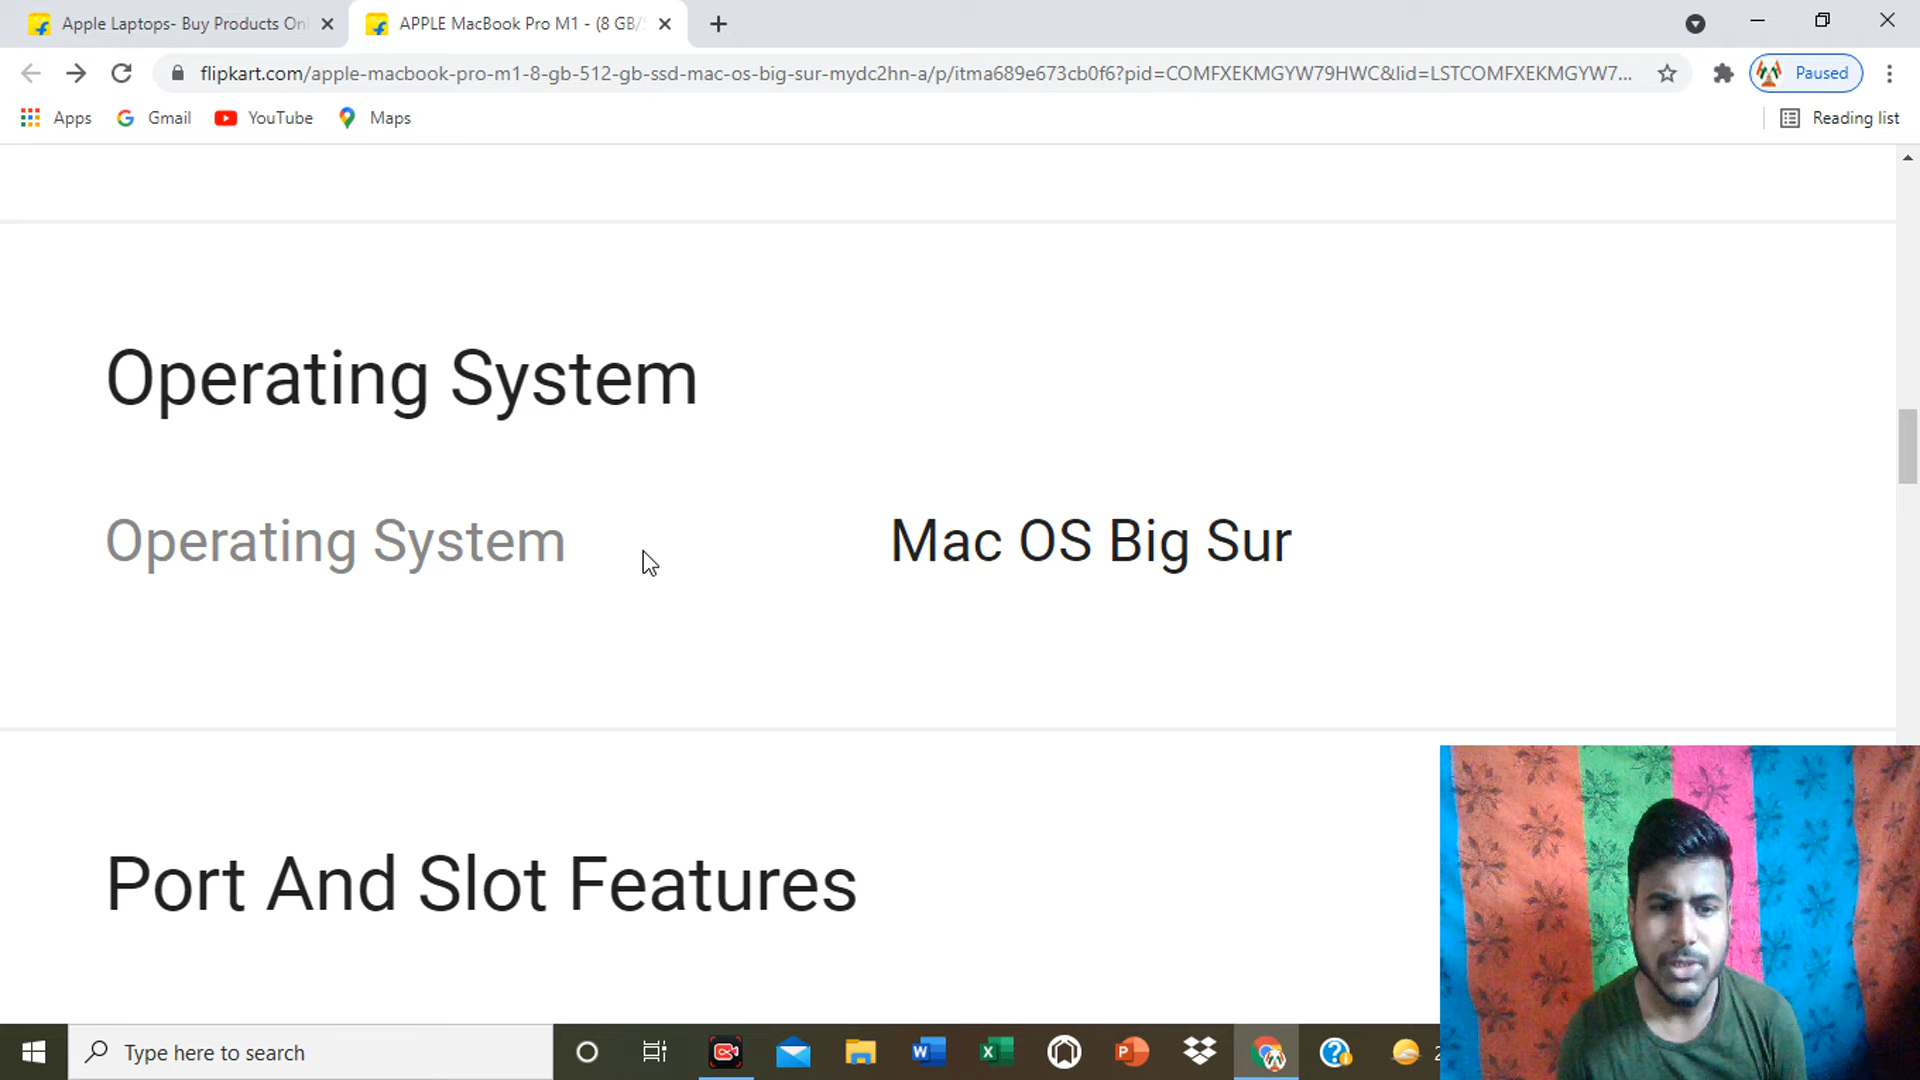 Apple Laptops- Buy Products Onl
APPLE MacBook Pro M1 - (8 GB/
flipkart.com/apple-macbook-pro-m1-8-gb-512-gb-ssd-mac-os-big-sur-mydc2hn-a/p/itma689e673cb0f6?pid=COMFXEKMGYW79HWC&lid=LSTCOMFXEKMGYW7...
Paused
Apps
Gmail
YouTube
Maps
Reading list
Operating System
Operating System
Mac OS Big Sur
Port And Slot Features
Type here to search